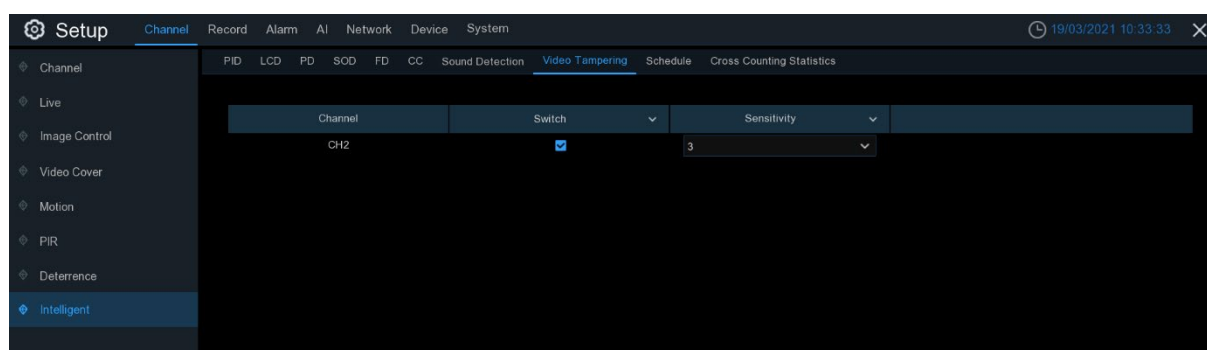 Setup Channel Record Alarm AI Network Device System 19/03/2021 10:33:33
PID LCD PD SOD FD CC Sound Detection Video Tampering Schedule Cross Counting Statistics
Channel
Live
Image Control
Video Cover
Motion
PIR
Deterrence
Intelligent
Channel Switch Sensitivity
CH2 3